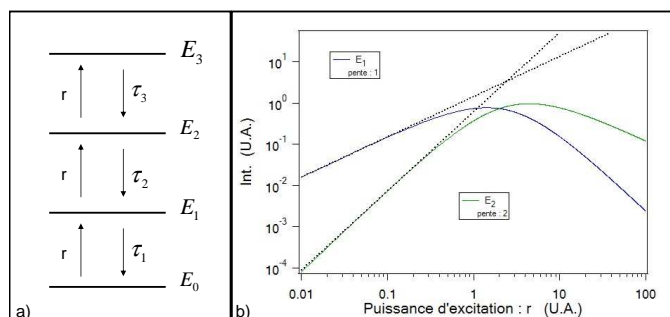 E3
r
τ3
E2
r
τ2
E1
r
τ1
E0
a)
Int. (U.A.)
10^1
10^0
10^-1
10^-2
10^-3
10^-4
E1
pente : 1
E2
pente : 2
0.01
0.1
1
10
100
Puissance d'excitation : r (U.A.)
b)